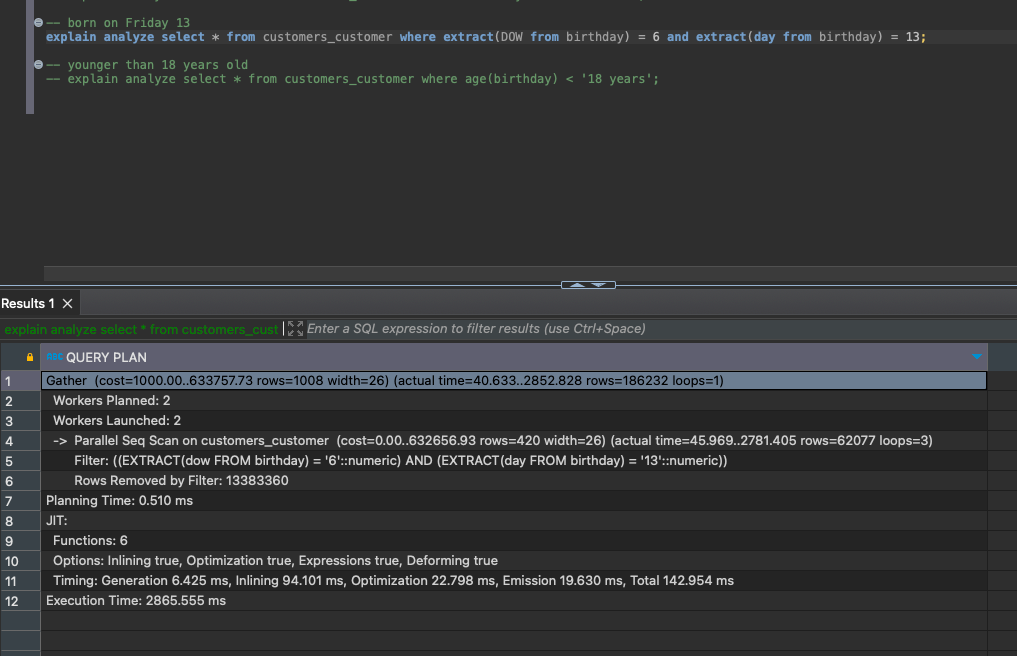 -- born on Friday 13
explain analyze select * from customers_customer where extract(DOW from birthday) = 6 and extract(day from birthday) = 13;
-- younger than 18 years old
-- explain analyze select * from customers_customer where age(birthday) < '18 years';
Results 1
explain analyze select * from customers_cust Enter a SQL expression to filter results (use Ctrl+Space)
ABC QUERY PLAN
1 Gather (cost=1000.00..633757.73 rows=1008 width=26) (actual time=40.633..2852.828 rows=186232 loops=1)
2 Workers Planned: 2
3 Workers Launched: 2
4 -> Parallel Seq Scan on customers_customer (cost=0.00..632656.93 rows=420 width=26) (actual time=45.969..2781.405 rows=62077 loops=3)
5 Filter: ((EXTRACT(dow FROM birthday) = '6'::numeric) AND (EXTRACT(day FROM birthday) = '13'::numeric))
6 Rows Removed by Filter: 13383360
7 Planning Time: 0.510 ms
8 JIT:
9 Functions: 6
10 Options: Inlining true, Optimization true, Expressions true, Deforming true
11 Timing: Generation 6.425 ms, Inlining 94.101 ms, Optimization 22.798 ms, Emission 19.630 ms, Total 142.954 ms
12 Execution Time: 2865.555 ms